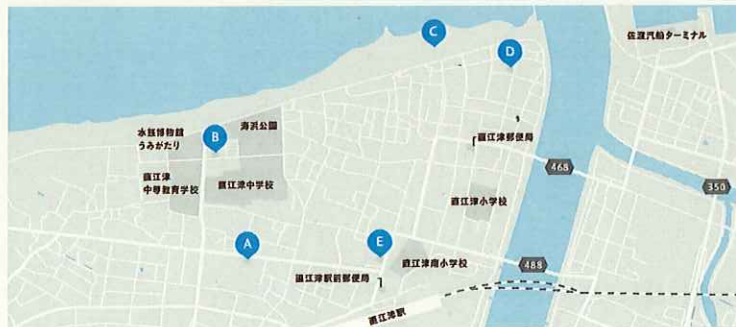 佐渡汽船ターミナル
C
D
水族博物館
うみがたり
海浜公園
B
直江津郵便局
468
350
直江津
中等教育学校
直江津中学校
直江津小学校
A
E
直江津南小学校
488
直江津駅前郵便局
直江津駅